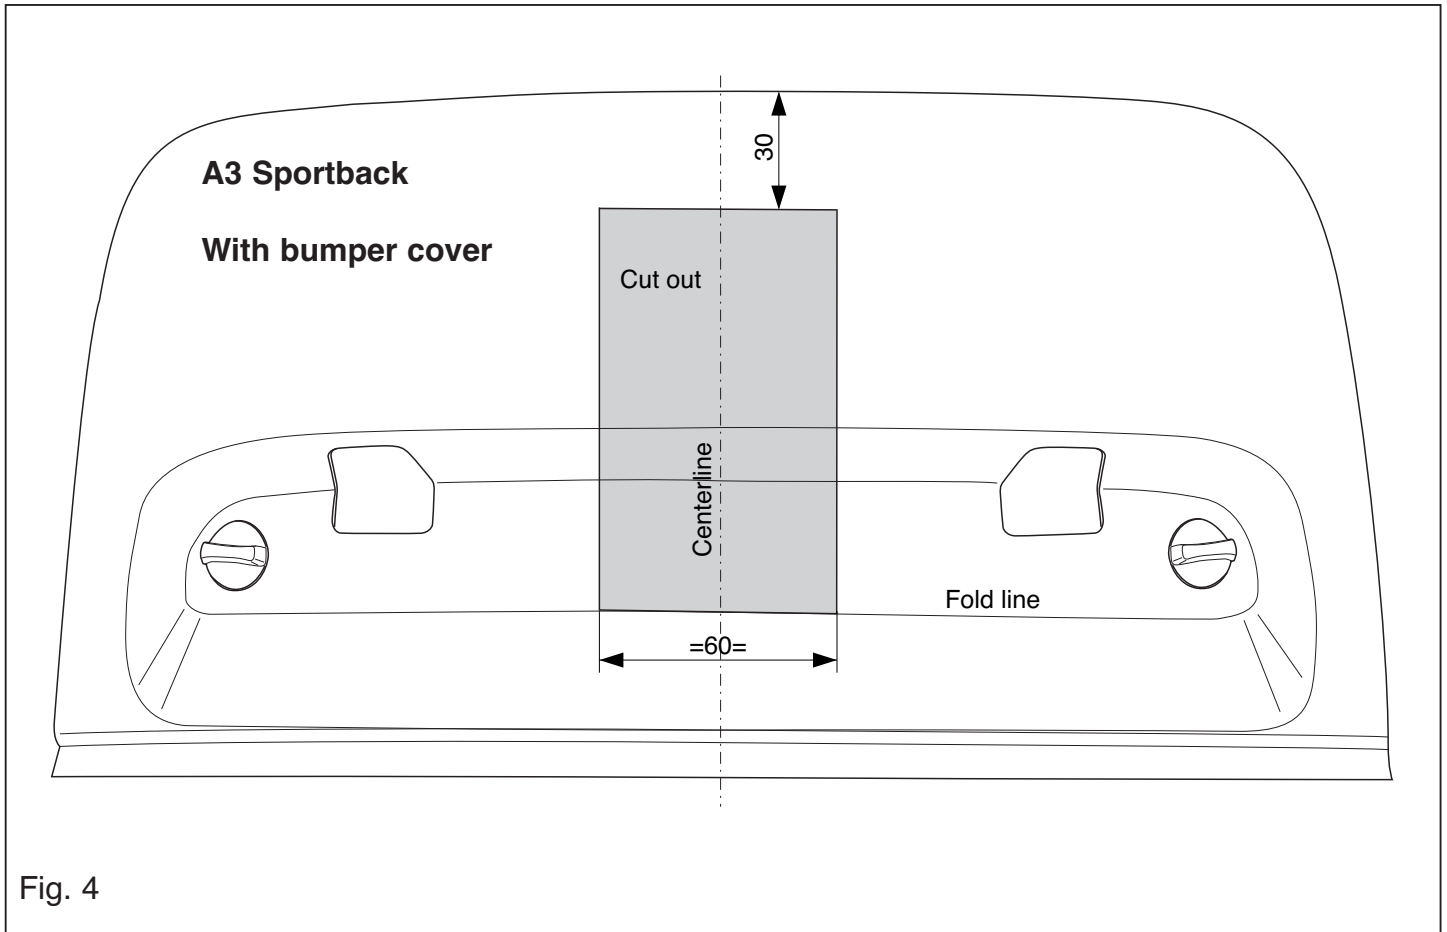 30
A3 Sportback
With bumper cover
Cut out
Centerline
Fold line
=60=
Fig. 4